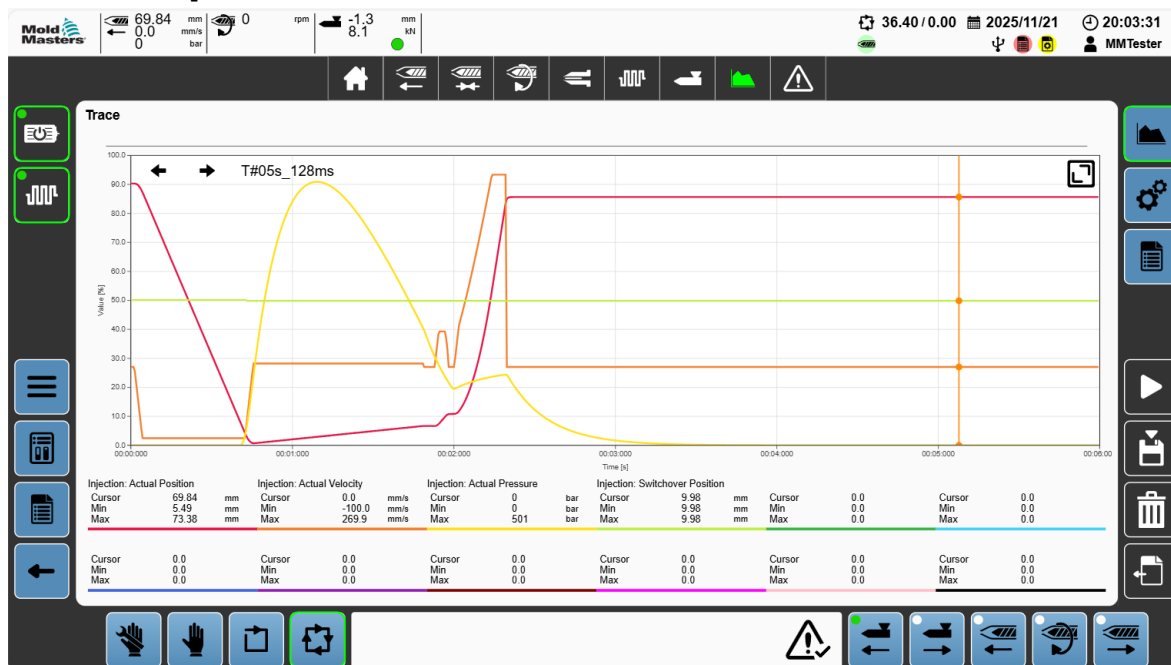 Mold
Masters
69.84 mm
0.0 mm/s
0 bar
0 rpm
-1.3 mm
8.1 kN
36.40 / 0.00
2025/11/21
20:03:31
MMTester
Trace
T#05s_128ms
Value [%]
100.0
90.0
80.0
70.0
60.0
50.0
40.0
30.0
20.0
10.0
0.0
00:00:000 00:01:000 00:02:000 00:03:000 00:04:000 00:05:000 00:06:00
Time [s]
Injection: Actual Position Injection: Actual Velocity Injection: Actual Pressure Injection: Switchover Position
Cursor 69.84 mm Cursor 0.0 mm/s Cursor 0 bar Cursor 9.98 mm Cursor 0.0 Cursor 0.0
Min 5.49 mm Min -100.0 mm/s Min 0 bar Min 9.98 mm Min 0.0 Min 0.0
Max 73.38 mm Max 269.9 mm/s Max 501 bar Max 9.98 mm Max 0.0 Max 0.0
Cursor 0.0 Cursor 0.0 Cursor 0.0 Cursor 0.0 Cursor 0.0 Cursor 0.0
Min 0.0 Min 0.0 Min 0.0 Min 0.0 Min 0.0 Min 0.0
Max 0.0 Max 0.0 Max 0.0 Max 0.0 Max 0.0 Max 0.0